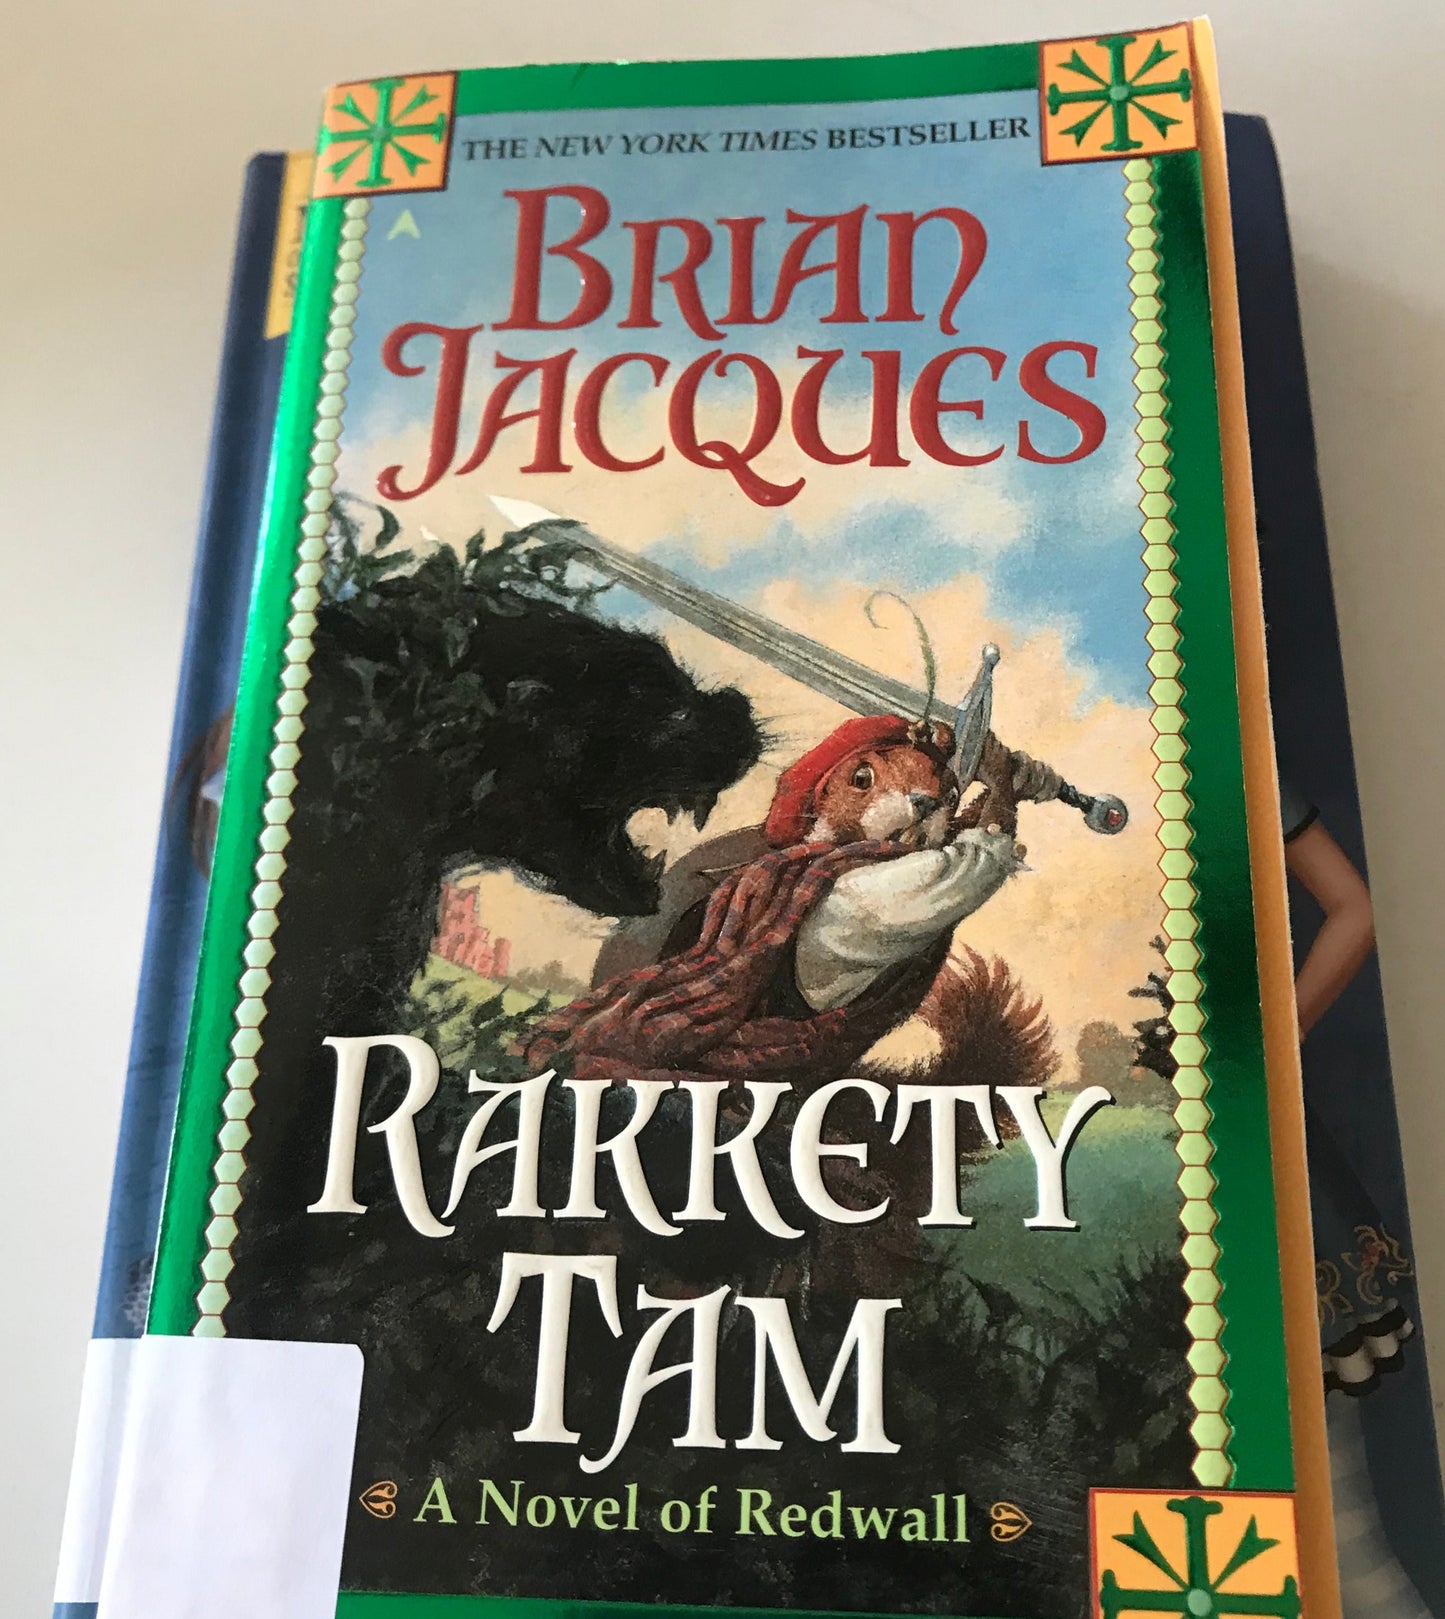 THE NEW YORK TIMES BESTSELLER
BRIAN
JACQUES
RAKKETY
TAM
A Novel of Redwall